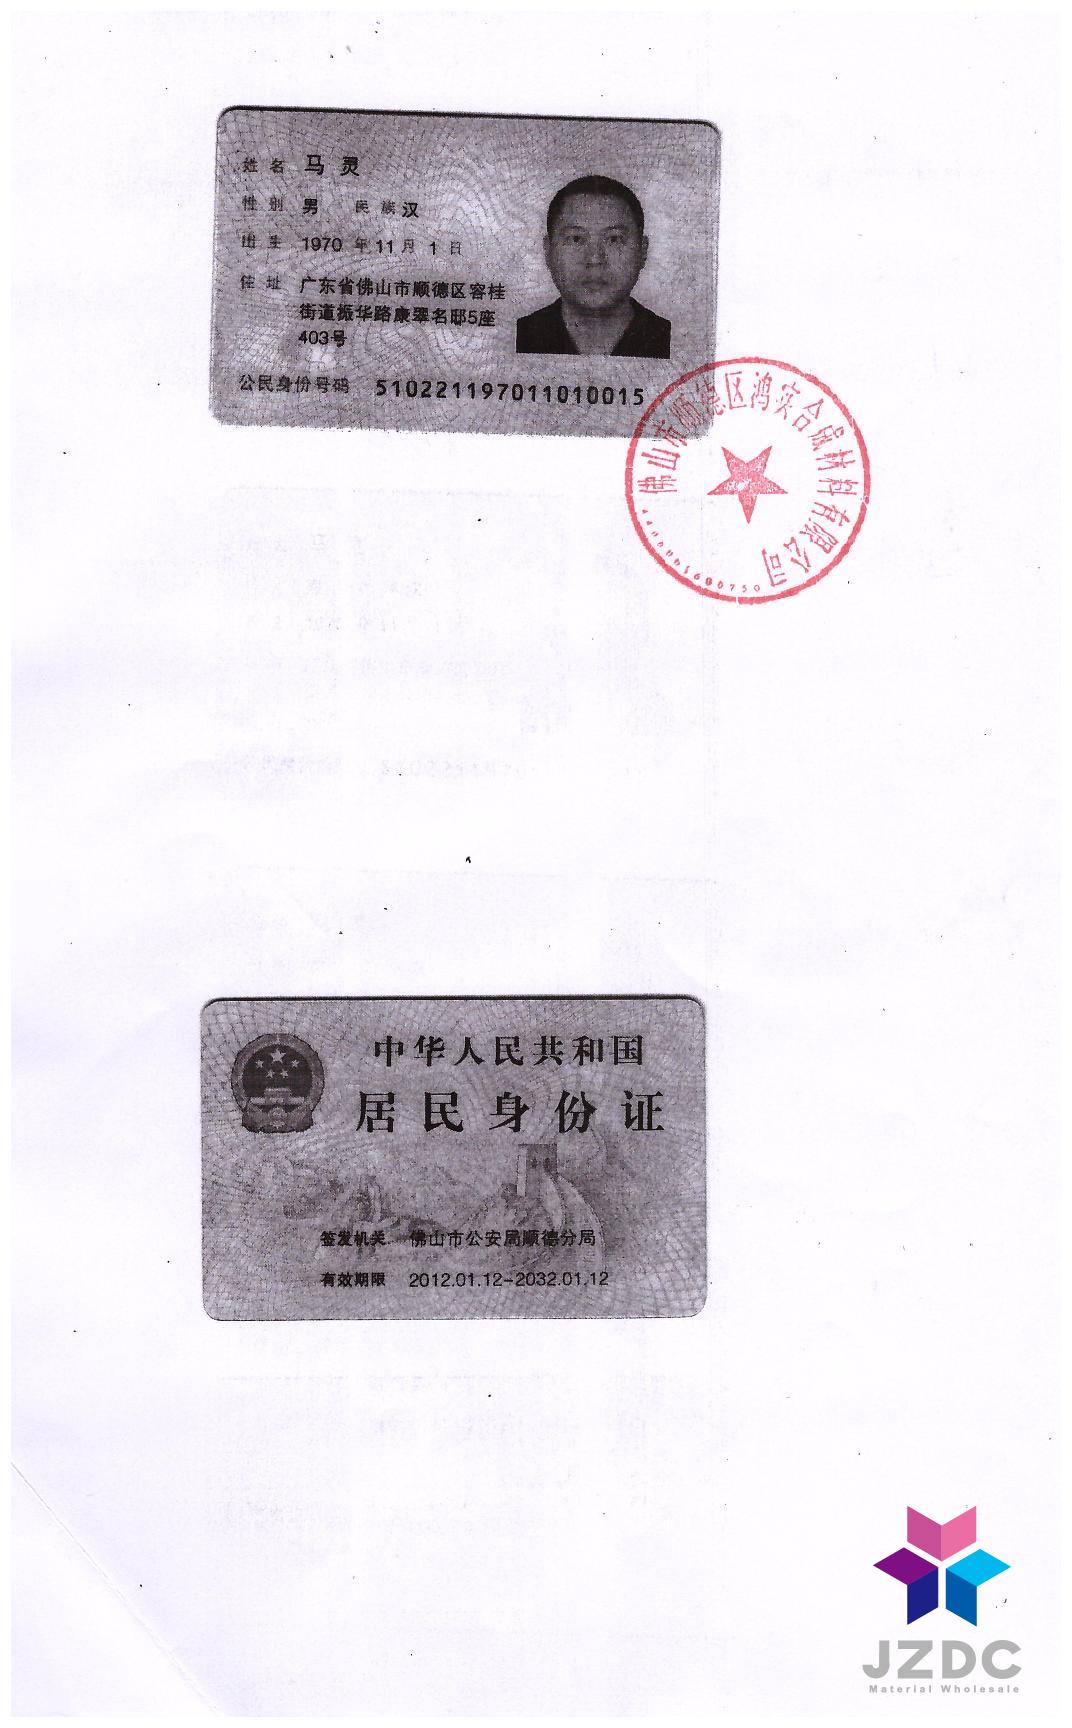 姓名 马灵
性别 男 民族 汉
出生 1970 年 11 月 1 日
住址 广东省佛山市顺德区容桂
街道振华路康翠名邸5座
403号
公民身份号码 510221197011010015
佛山市顺德区鸿实合成材料有限公司
中华人民共和国
居民身份证
签发机关 佛山市公安局顺德分局
有效期限 2012.01.12-2032.01.12
JZDC
Material Wholesale